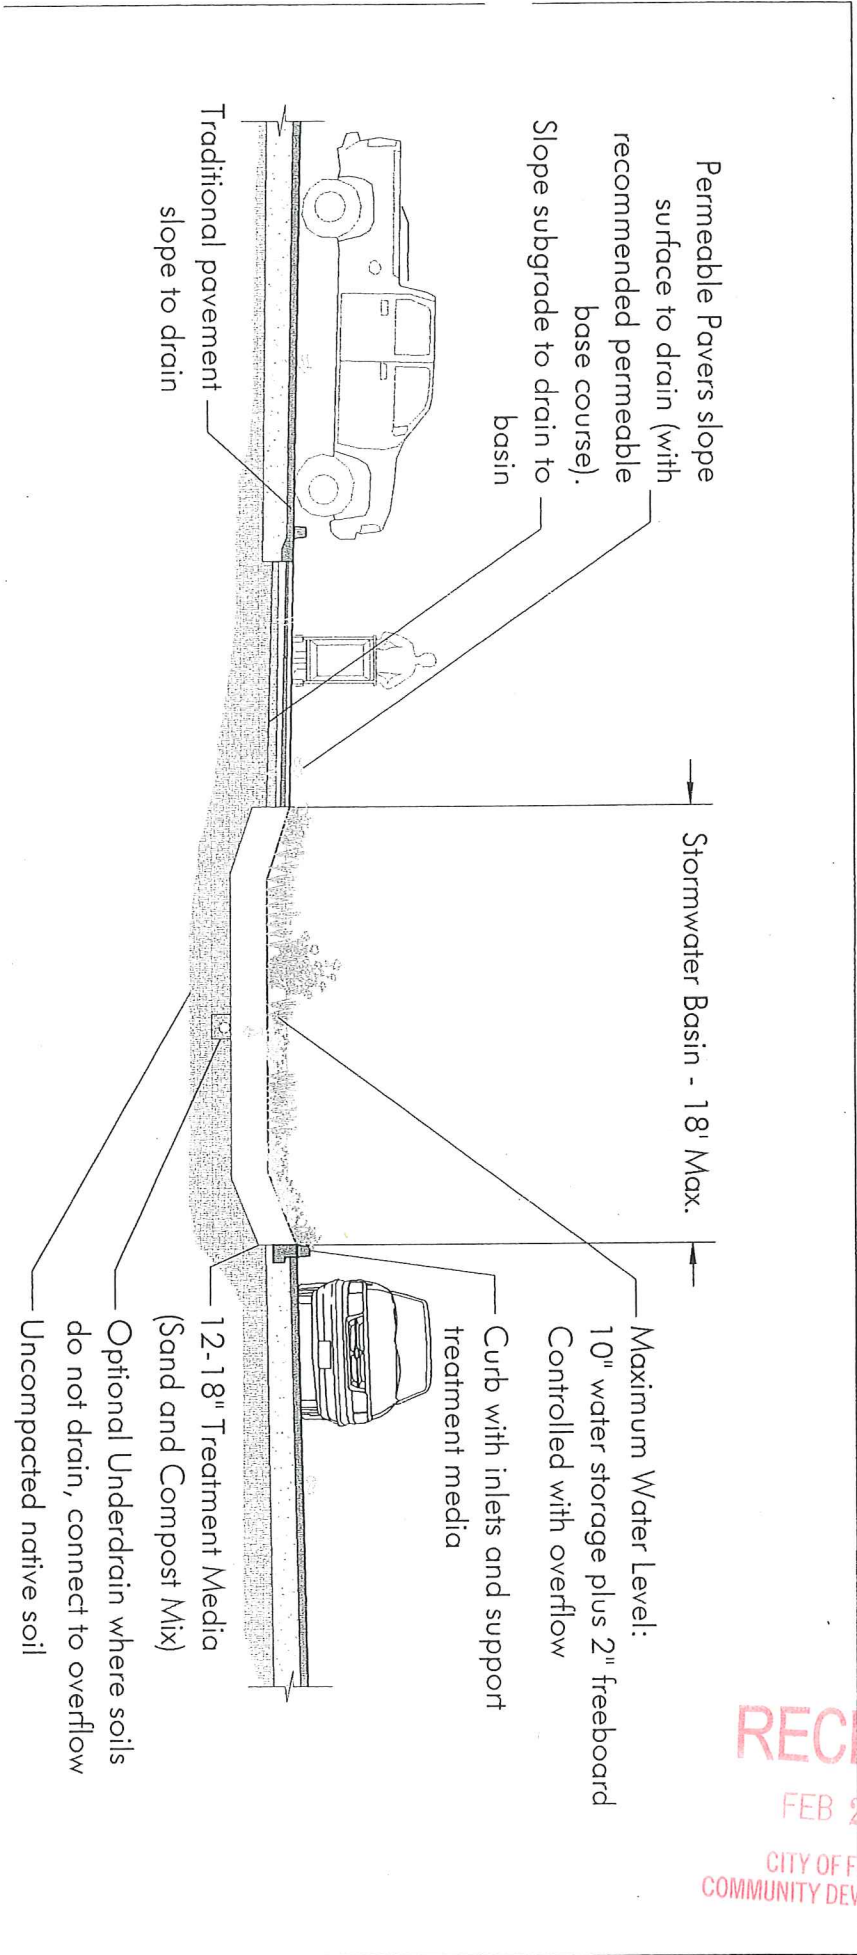 Permeable Pavers slope
surface to drain (with
recommended permeable
base course).
Slope subgrade to drain to
basin
Traditional pavement
slope to drain
Stormwater Basin - 18' Max.
Maximum Water Level:
10" water storage plus 2" freeboard
Controlled with overflow
Curb with inlets and support
treatment media
12-18" Treatment Media
(Sand and Compost Mix)
Optional Underdrain where soils
do not drain, connect to overflow
Uncompacted native soil
FEB
CITY OF
COMMUNITY